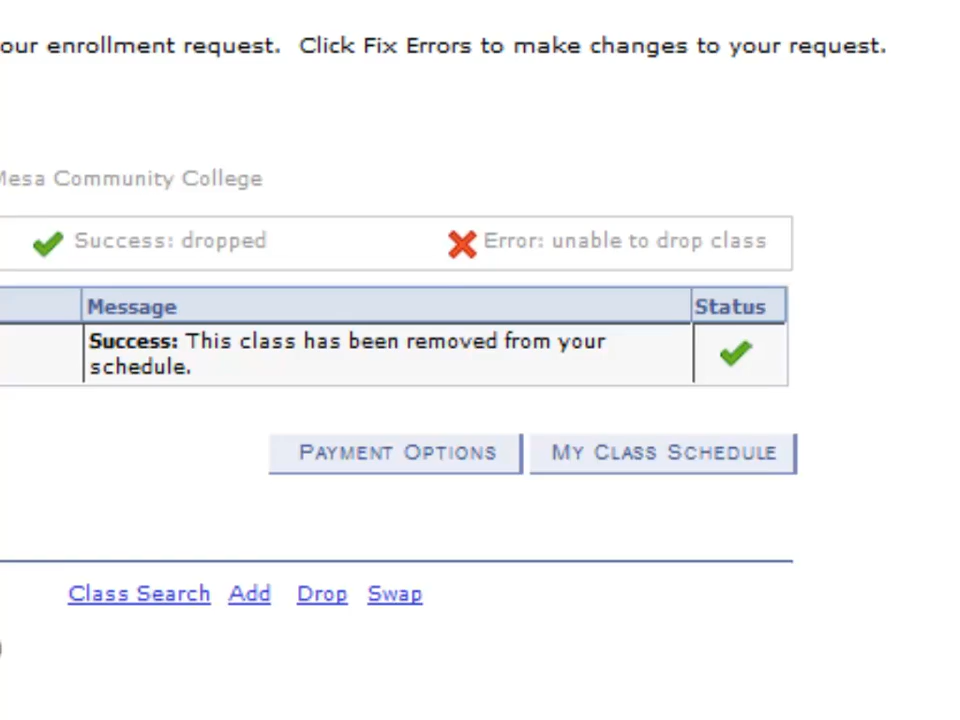 our enrollment request. Click Fix Errors to make changes to your request.
Mesa Community College
Success: dropped
Error: unable to drop class
Message
Status
Success: This class has been removed from your
schedule.
PAYMENT OPTIONS
MY CLASS SCHEDULE
Class Search Add Drop Swap